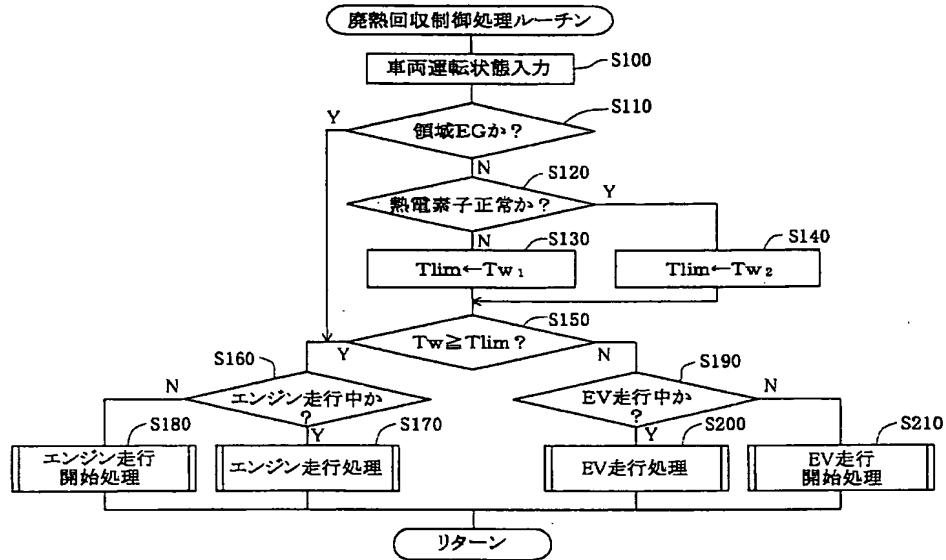 廃熱回収制御処理ルーチン
車両運転状態入力
S100
S110
Y
領域EGか？
N
S120
熱電素子正常か？
Y
N
S130
S140
Tlim←Tw₁
Tlim←Tw₂
S150
Tw≧Tlim？
Y
N
S160
S190
N
エンジン走行中か
？
EV走行中か
？
N
S180
Y
S170
Y
S200
S210
エンジン走行
開始処理
エンジン走行処理
EV走行処理
EV走行
開始処理
リターン